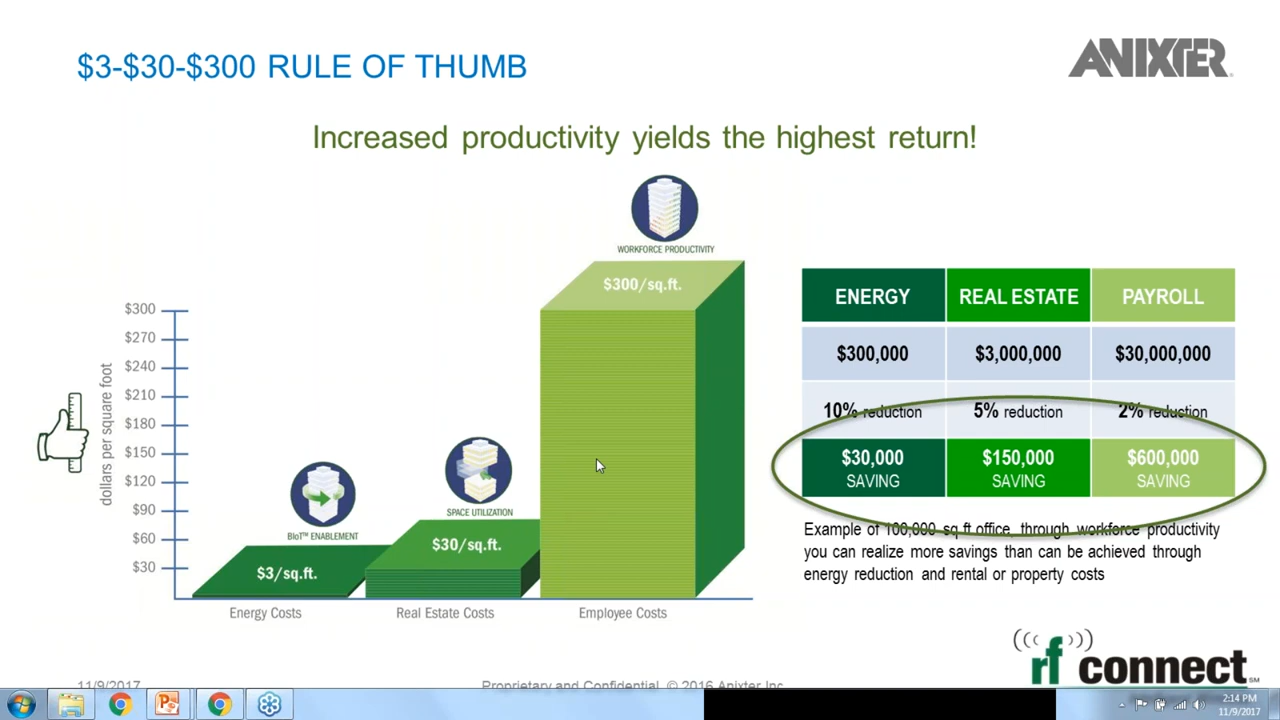 $3-$30-$300 RULE OF THUMB
ANIXTER
Increased productivity yields the highest return!
WORKFORCE PRODUCTIVITY
$300/sq.ft.
$300
$270
$240
$210
$180
$150
$120
$90
$60
$30
dollars per square foot
BIoT™ ENABLEMENT
$3/sq.ft.
SPACE UTILIZATION
$30/sq.ft.
Energy Costs
Real Estate Costs
Employee Costs
ENERGY REAL ESTATE PAYROLL
$300,000 $3,000,000 $30,000,000
10% reduction 5% reduction 2% reduction
$30,000 $150,000 $600,000
SAVING SAVING SAVING
Example of 100,000 sq.ft office, through workforce productivity
you can realize more savings than can be achieved through
energy reduction and rental or property costs
rf connect SM
11/9/2017
Proprietary and Confidential © 2016 Anixter Inc
2:14 PM
11/9/2017